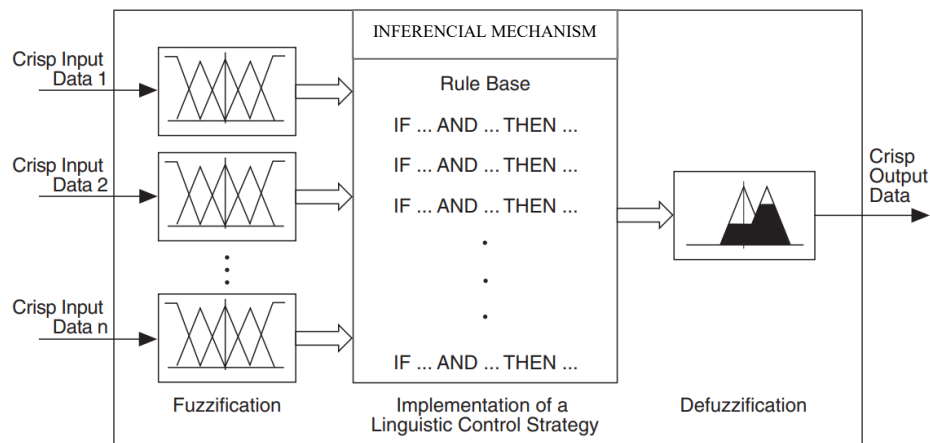 INFERENCIAL MECHANISM
Crisp Input
Data 1
Rule Base
IF ... AND ... THEN ...
Crisp Input
Data 2
IF ... AND ... THEN ...
IF ... AND ... THEN ...
Crisp
Output
Data
Crisp Input
Data n
IF ... AND ... THEN ...
Fuzzification
Implementation of a
Linguistic Control Strategy
Defuzzification